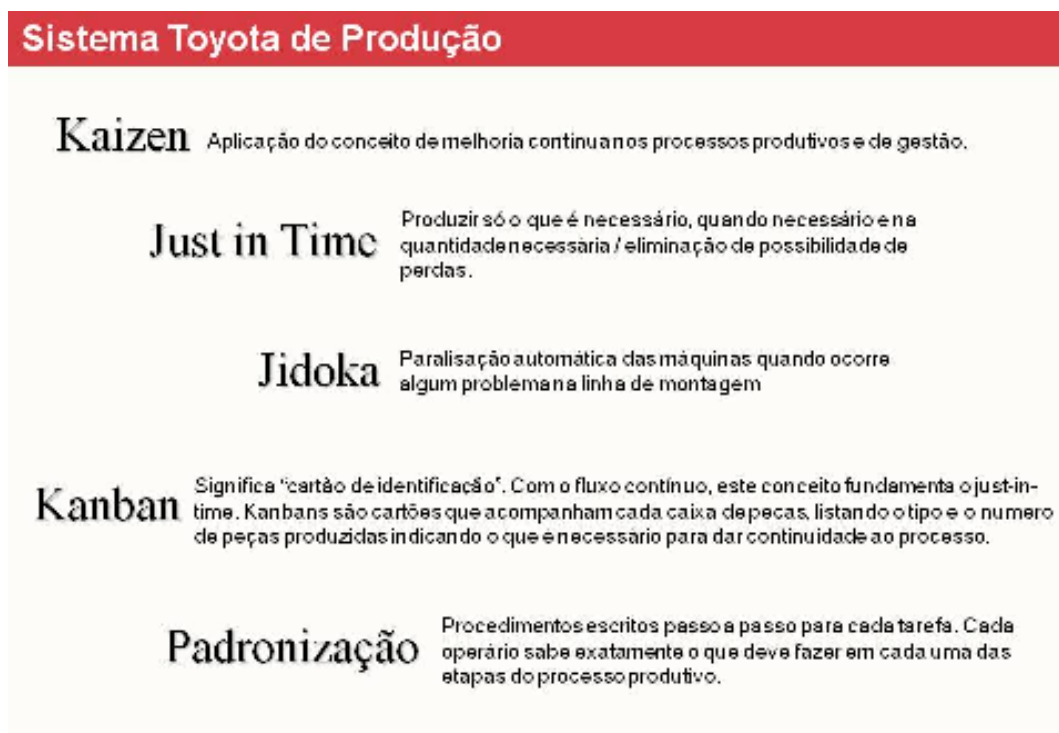 Sistema Toyota de Produção
Kaizen Aplicação do conceito de melhoria continua nos processos produtivos e de gestão.
Just in Time
Produzir só o que é necessário, quando necessário e na
quantidade necessária / eliminação de possibilidade de
perdas.
Jidoka
Paralisação automática das máquinas quando ocorre
algum problema na linha de montagem
Kanban
Significa "cartão de identificação". Com o fluxo contínuo, este conceito fundamenta o just-in-
time. Kanbans são cartões que acompanham cada caixa de pecas, listando o tipo e o numero
de peças produzidas indicando o que é necessário para dar continuidade ao processo.
Padronização
Procedimentos escritos passo a passo para cada tarefa. Cada
operário sabe exatamente o que deve fazer em cada uma das
etapas do processo produtivo.